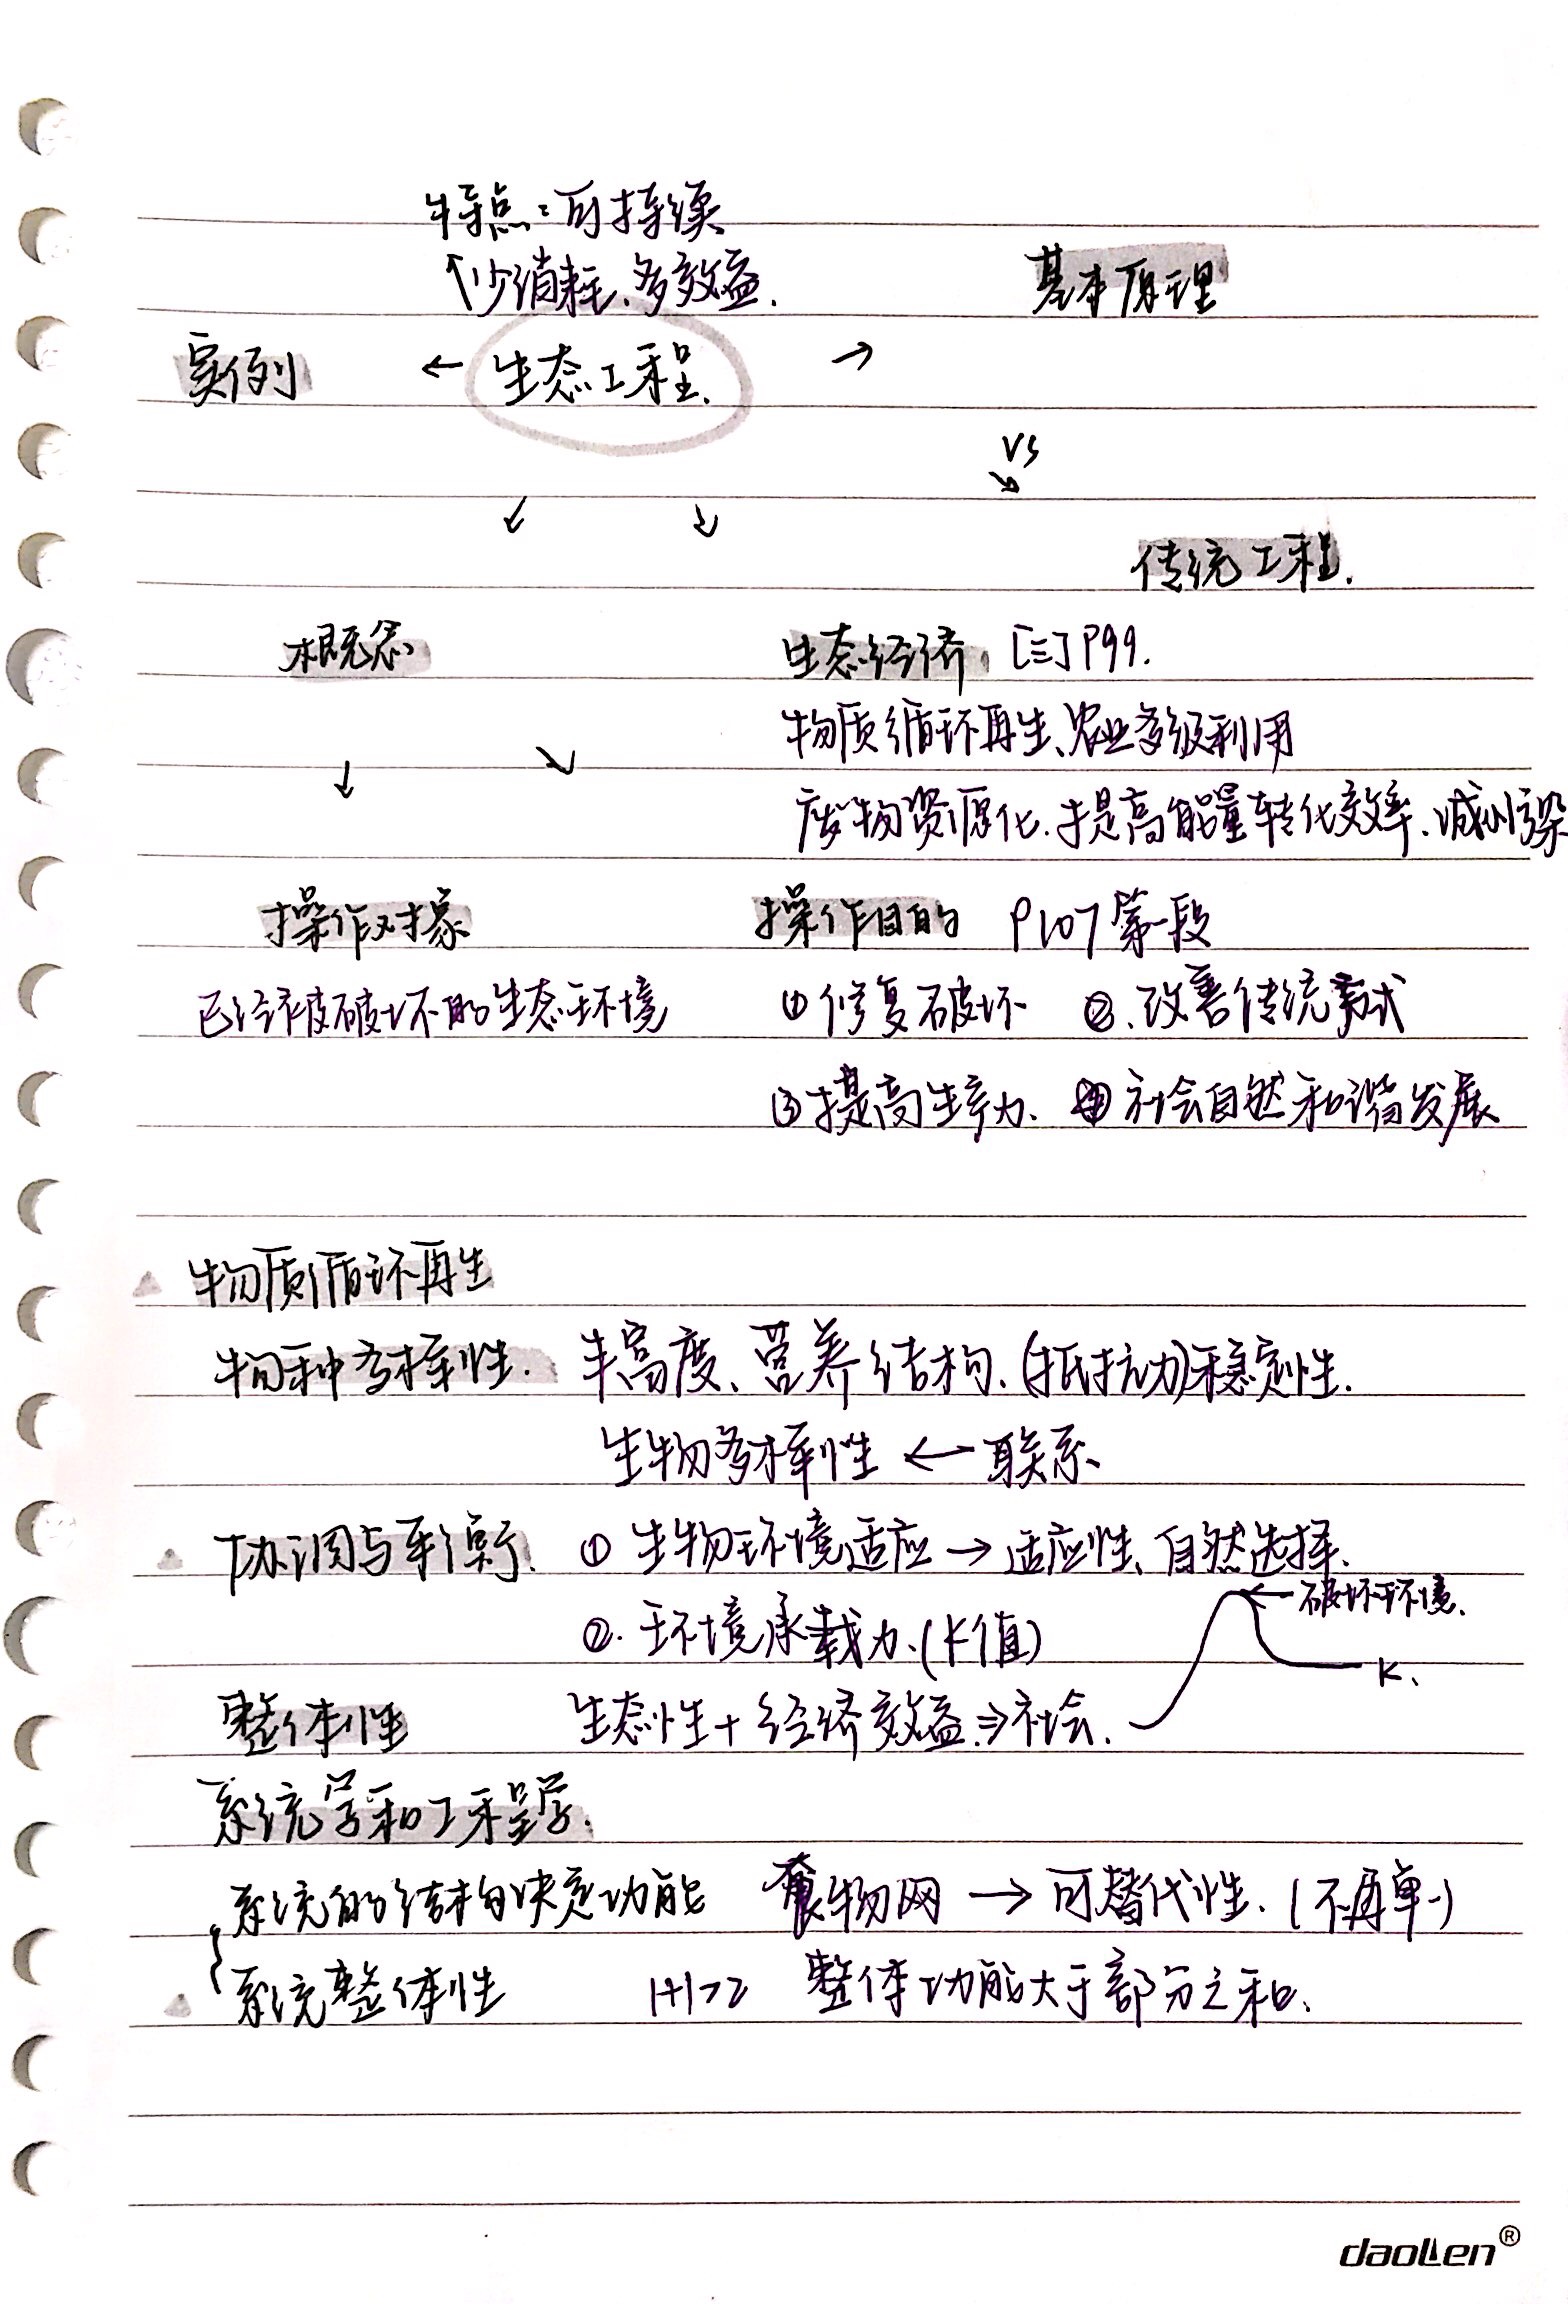 特点:可持续
↑少消耗、多效益.
基本原理
实例 ← 生态工程. →
vs
传统工程.
概念 生态经济, [三] P99.
物质循环再生、农业多级利用
废物资源化.提高能量转化效率.减少污染
操作对象 操作目的 P107第一段
已经被破坏的生态环境 ①修复破坏 ②.改善传统模式
③提高生产力. ④社会自然和谐发展
物质循环再生
物种多样性. 丰富度、营养结构.(抵抗力)稳定性.
生物多样性 ← 联系
协调与平衡. ①生物环境适应→适应性、自然选择.
←破坏环境.
②.环境承载力.(K值)
K.
整体性 生态性+经济效益⇒社会.
系统学和工程学.
系统的结构决定功能 食物网→可替代性.(不再单一)
系统整体性 1+1>2 整体功能大于部分之和.
daoLen®